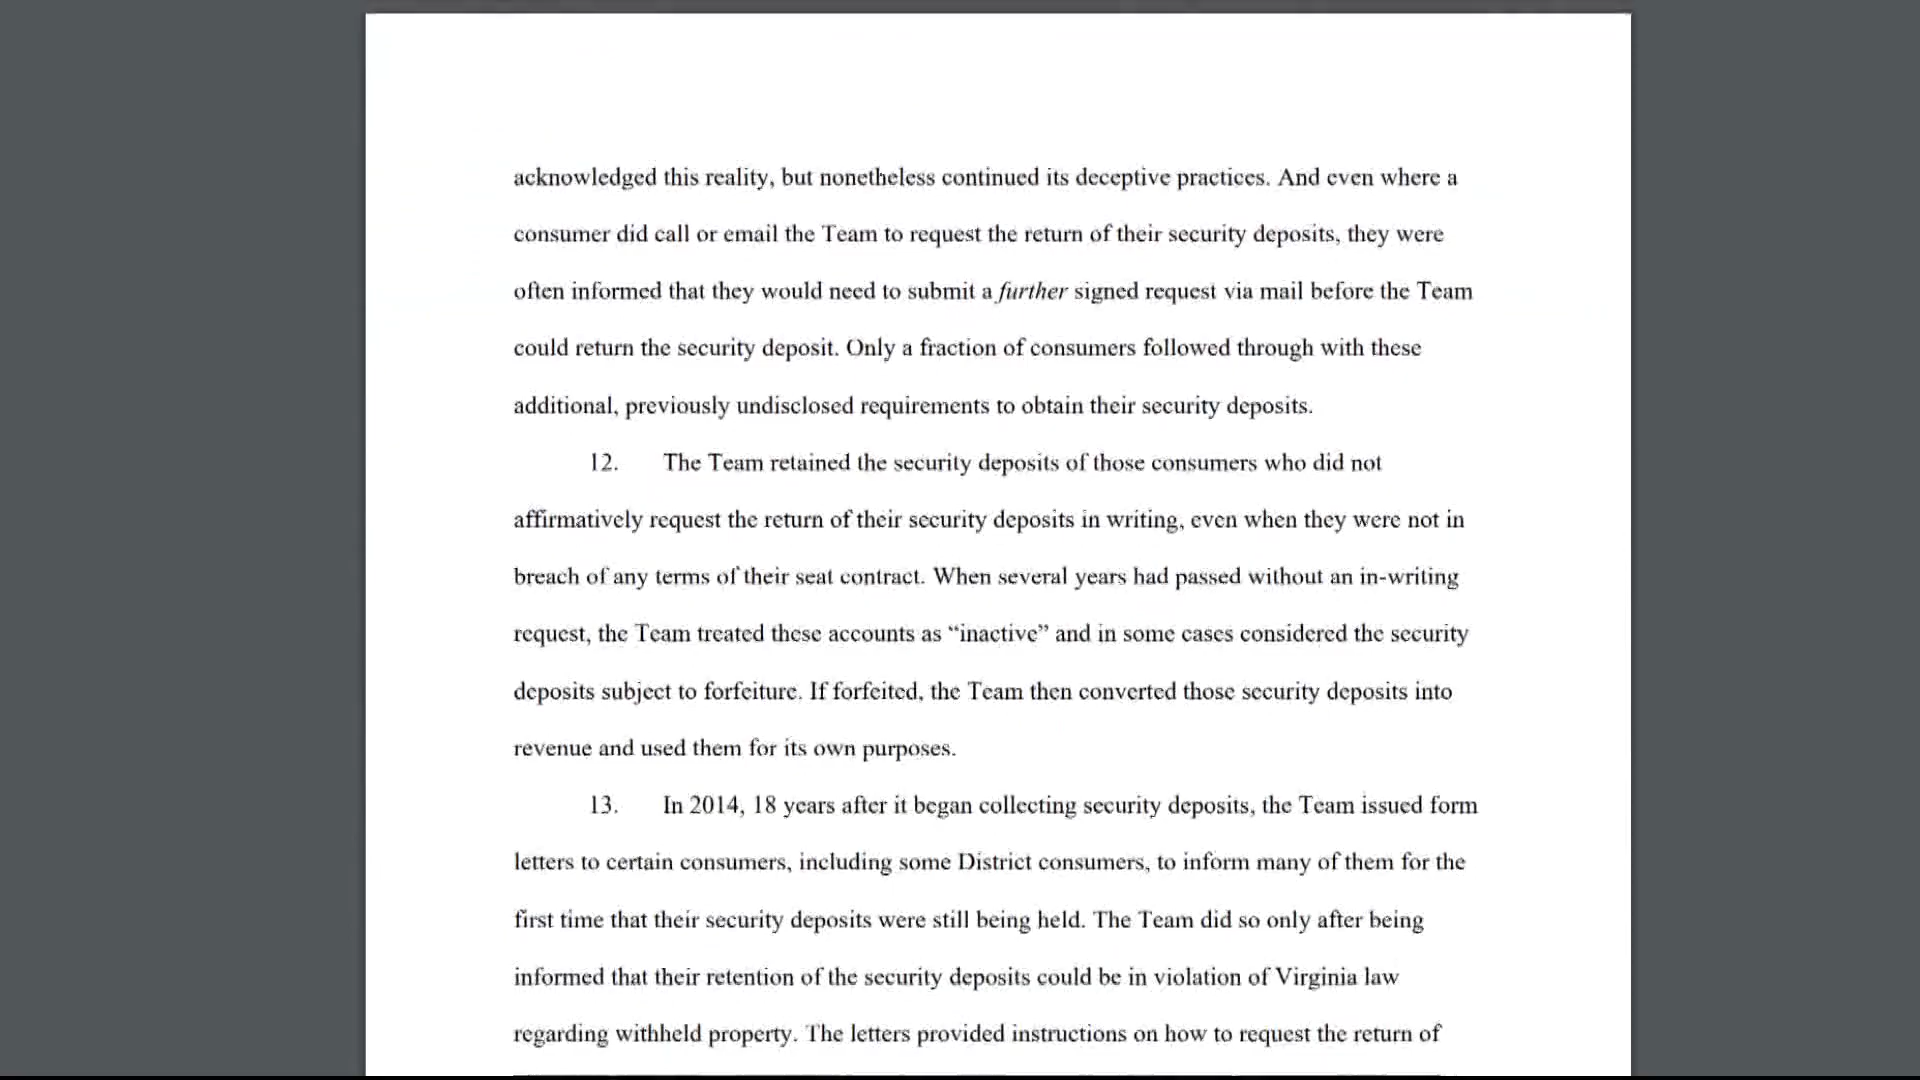 acknowledged this reality, but nonetheless continued its deceptive practices. And even where a
consumer did call or email the Team to request the return of their security deposits, they were
often informed that they would need to submit a further signed request via mail before the Team
could return the security deposit. Only a fraction of consumers followed through with these
additional, previously undisclosed requirements to obtain their security deposits.
12. The Team retained the security deposits of those consumers who did not
affirmatively request the return of their security deposits in writing, even when they were not in
breach of any terms of their seat contract. When several years had passed without an in-writing
request, the Team treated these accounts as “inactive” and in some cases considered the security
deposits subject to forfeiture. If forfeited, the Team then converted those security deposits into
revenue and used them for its own purposes.
13. In 2014, 18 years after it began collecting security deposits, the Team issued form
letters to certain consumers, including some District consumers, to inform many of them for the
first time that their security deposits were still being held. The Team did so only after being
informed that their retention of the security deposits could be in violation of Virginia law
regarding withheld property. The letters provided instructions on how to request the return of